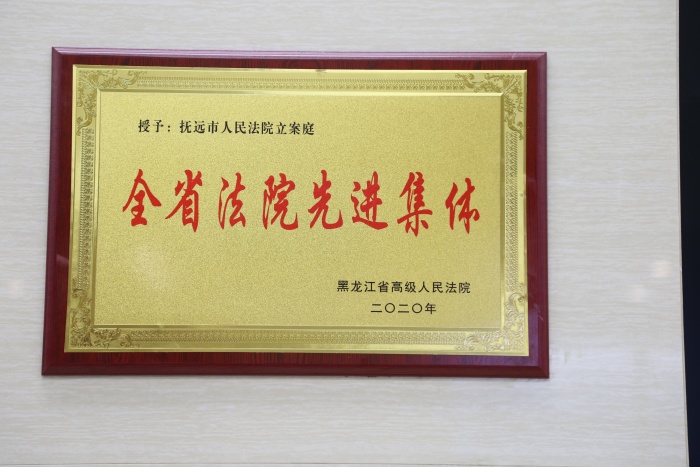 授予：抚远市人民法院立案庭
全省法院先进集体
黑龙江省高级人民法院
二〇二〇年